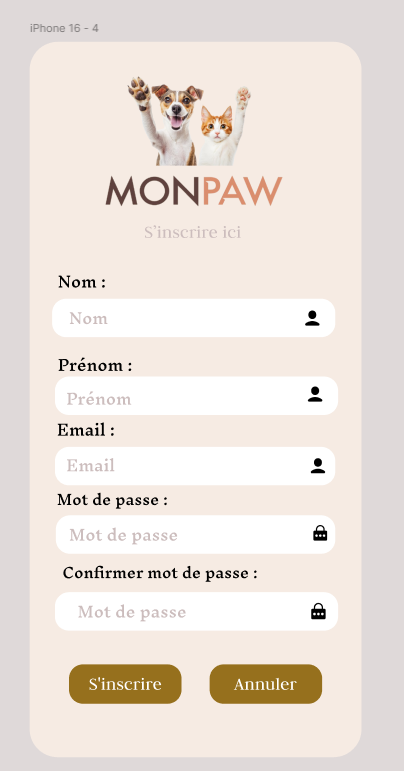 iPhone 16 - 4
MONPAW
S'inscrire ici
Nom :
Nom
Prénom :
Prénom
Email :
Email
Mot de passe :
Mot de passe
Confirmer mot de passe :
Mot de passe
S'inscrire Annuler